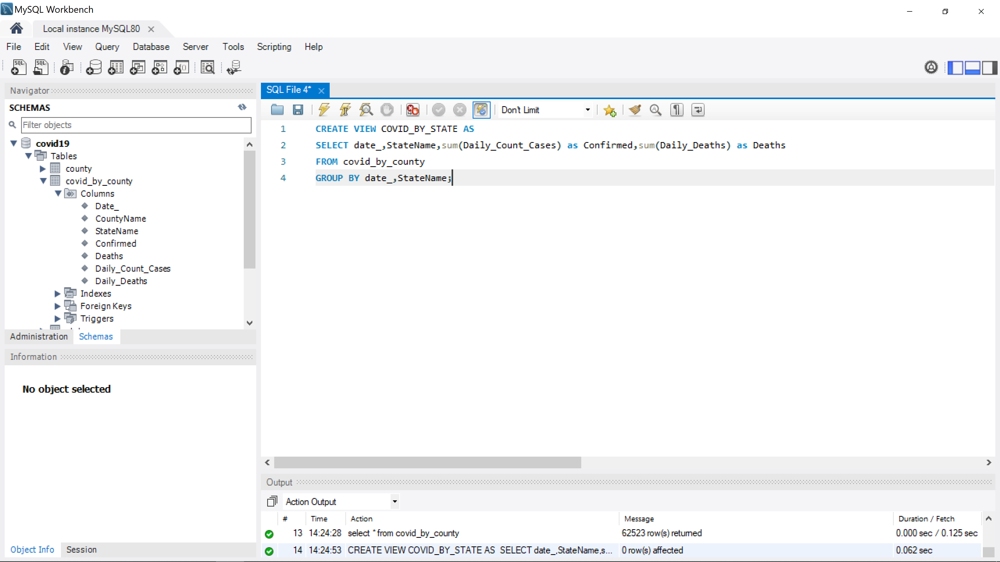 MySQL Workbench
Local instance MySQL80
File Edit View Query Database Server Tools Scripting Help
Navigator
SCHEMAS
Filter objects
covid19
Tables
county
covid_by_county
Columns
Date_
CountyName
StateName
Confirmed
Deaths
Daily_Count_Cases
Daily_Deaths
Indexes
Foreign Keys
Triggers
Administration Schemas
Information
No object selected
Object Info Session
SQL File 4*
Don't Limit
1 CREATE VIEW COVID_BY_STATE AS
2 SELECT date_,StateName,sum(Daily_Count_Cases) as Confirmed,sum(Daily_Deaths) as Deaths
3 FROM covid_by_county
4 GROUP BY date_,StateName;
Output
Action Output
# Time Action Message Duration / Fetch
13 14:24:28 select * from covid_by_county 62523 row(s) returned 0.000 sec / 0.125 sec
14 14:24:53 CREATE VIEW COVID_BY_STATE AS SELECT date_,StateName,s... 0 row(s) affected 0.062 sec